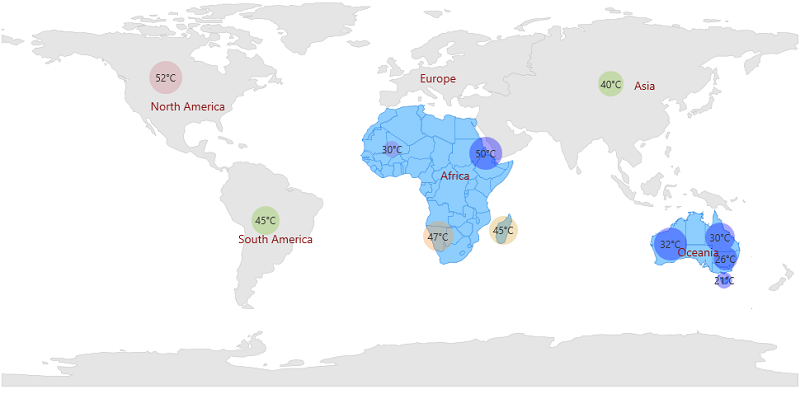 52°C
Europe
40°C
Asia
North America
30°C
50°C
Africa
45°C
South America
47°C
45°C
32°C
30°C
Oceania
26°C
21°C